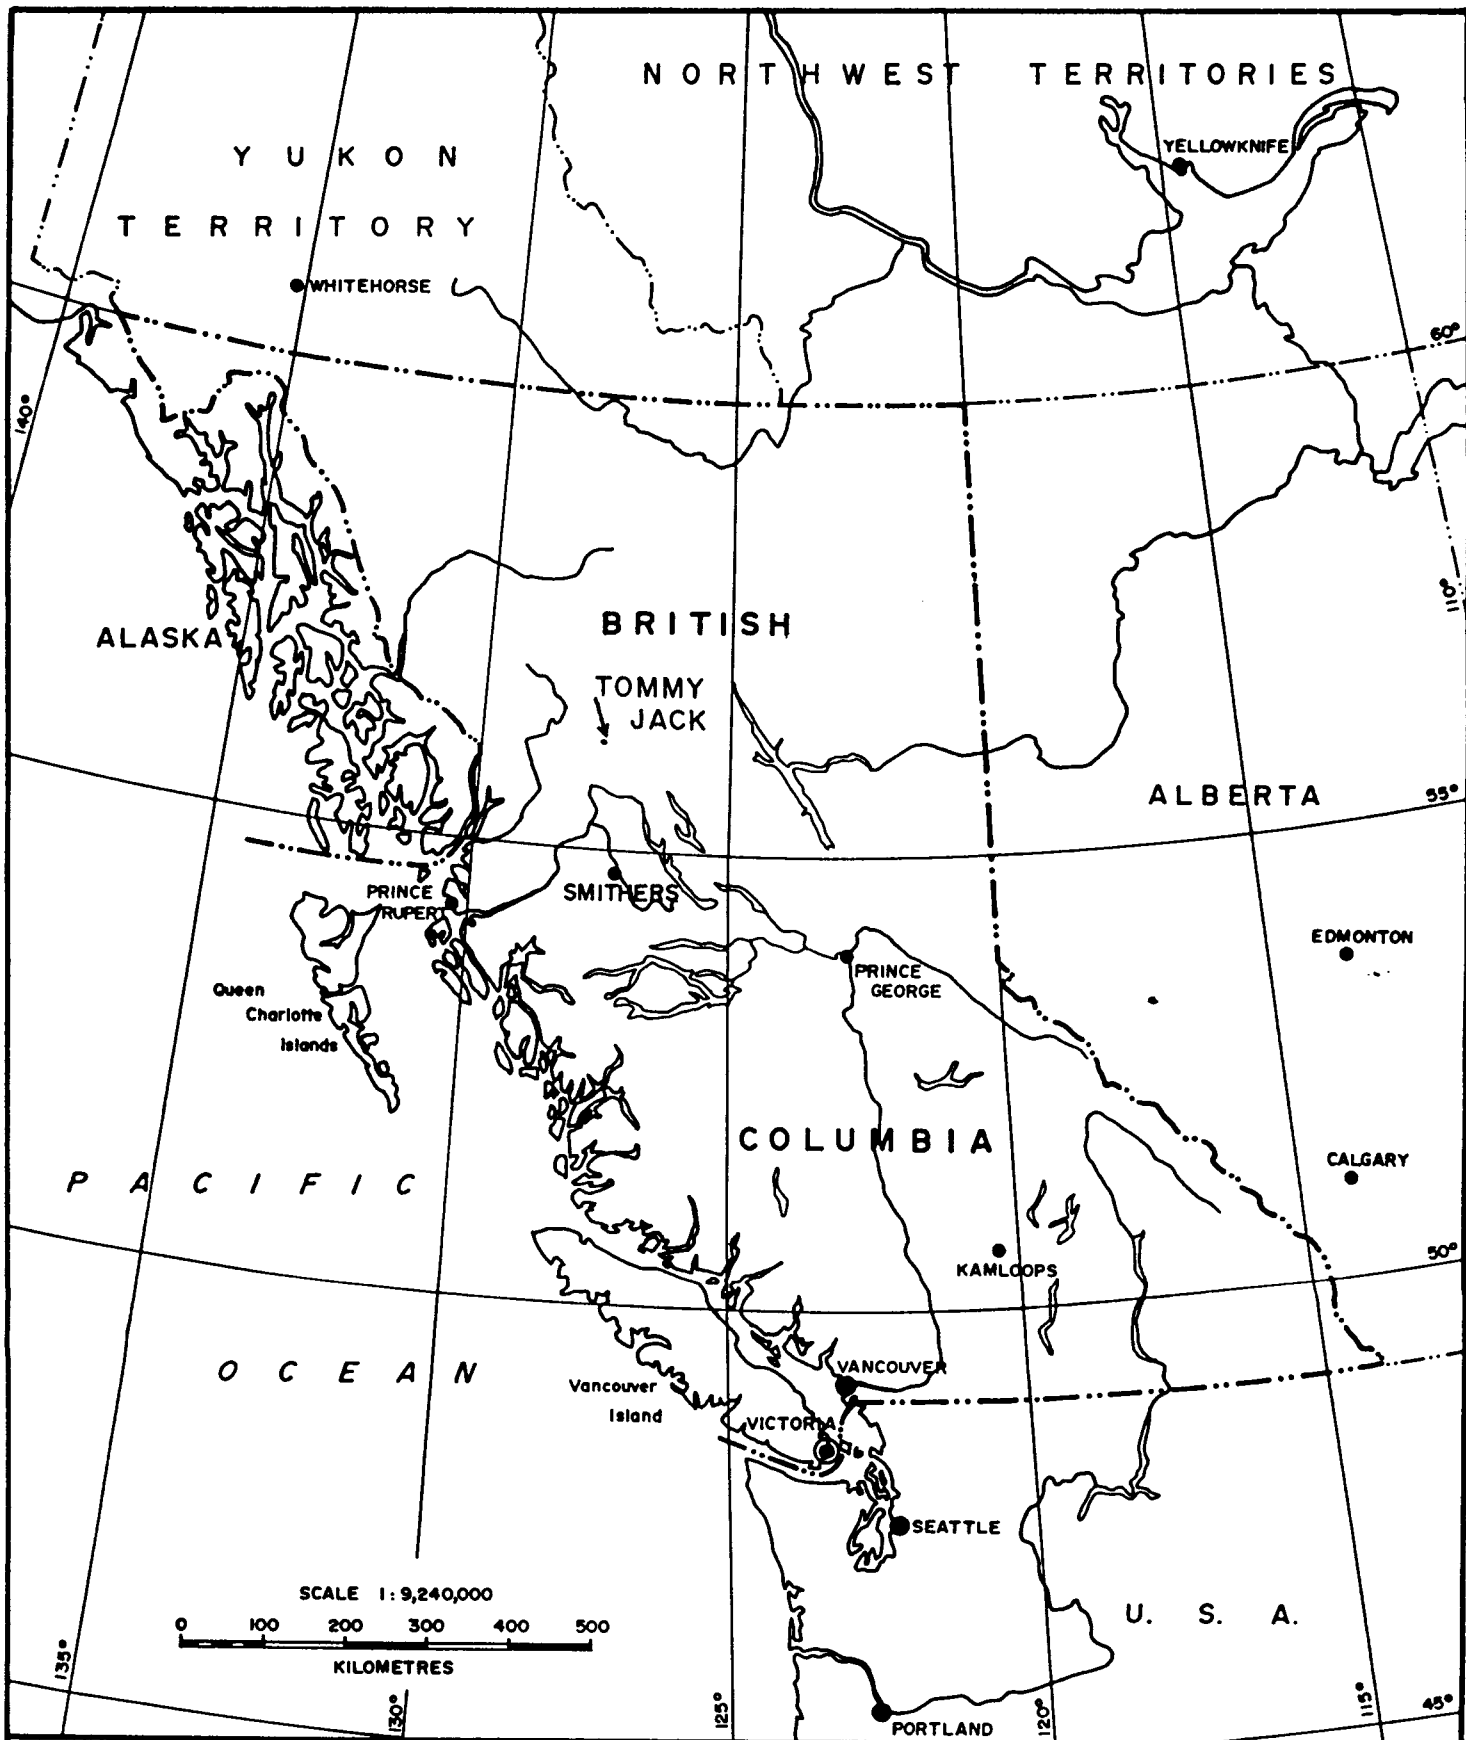 NORTHWEST TERRITORIES
YELLOWKNIFE
YUKON
TERRITORY
WHITEHORSE
60°
140°
110°
BRITISH
ALASKA
TOMMY
JACK
ALBERTA
55°
PRINCE
RUPERT
SMITHERS
EDMONTON
PRINCE
GEORGE
Queen
Charlotte
Islands
COLUMBIA
CALGARY
PACIFIC
50°
KAMLOOPS
OCEAN
VANCOUVER
Vancouver
Island
VICTORIA
SEATTLE
SCALE 1:9,240,000
0 100 200 300 400 500
KILOMETRES
U. S. A.
135°
130°
125°
120°
115°
45°
PORTLAND